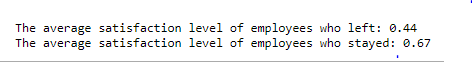 The average satisfaction level of employees who left: 0.44
The average satisfaction level of employees who stayed: 0.67